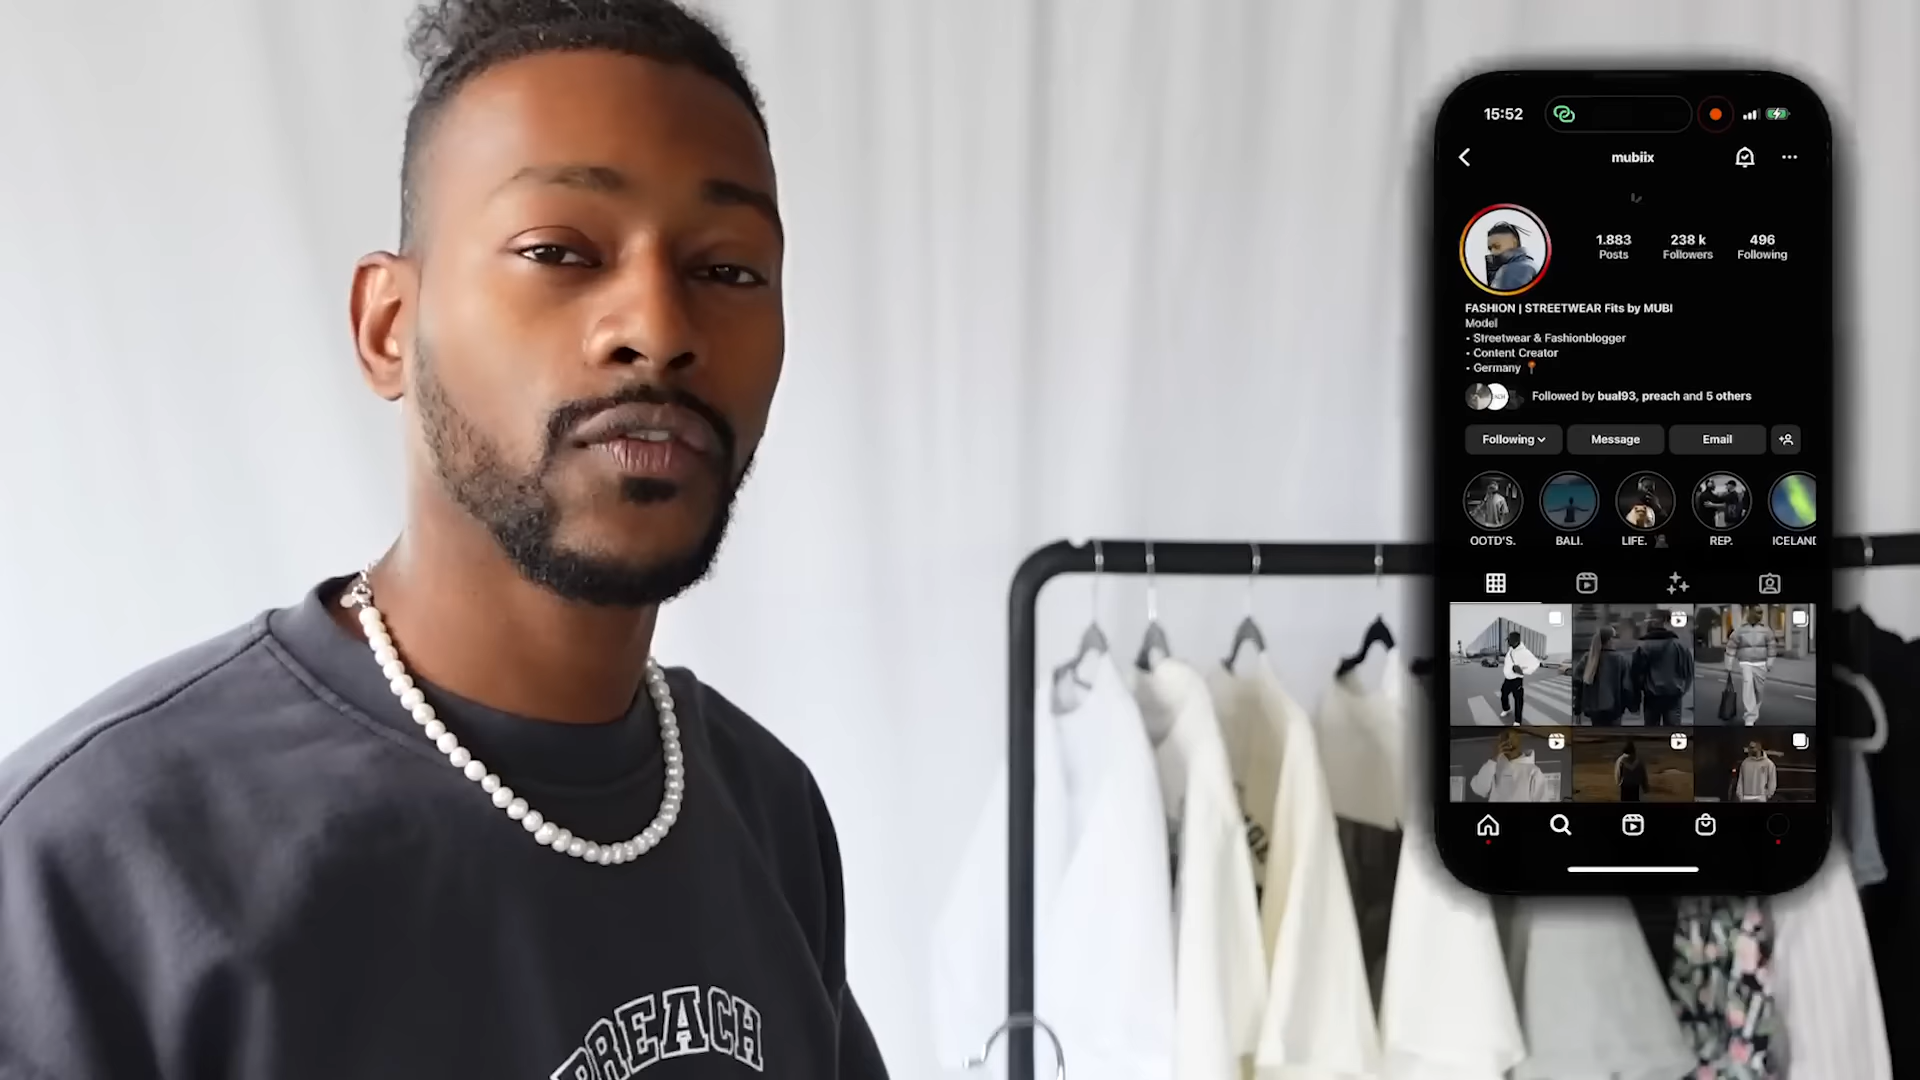 15:52
mubiix
1.883
Posts
238 k
Followers
496
Following
FASHION | STREETWEAR Fits by MUBI
Model
• Streetwear & Fashionblogger
• Content Creator
• Germany 📍
Followed by bual93, preach and 5 others
Following
Message
Email
OOTD'S.
BALI.
LIFE.
REP.
ICELAND
PREACH